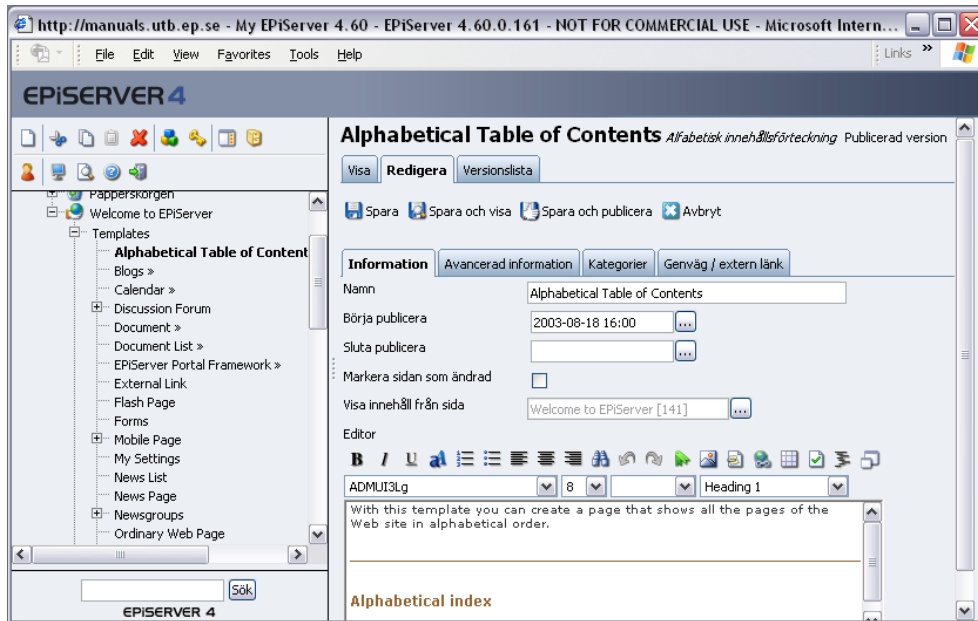 http://manuals.utb.ep.se - My EPiServer 4.60 - EPiServer 4.60.0.161 - NOT FOR COMMERCIAL USE - Microsoft Intern...
File Edit View Favorites Tools Help Links »
EPiSERVER 4
Alphabetical Table of Contents Alfabetisk innehållsförteckning Publicerad version
Visa Redigera Versionslista
Spara Spara och visa Spara och publicera Avbryt
Papperskorgen
Welcome to EPiServer
Templates
Alphabetical Table of Content
Blogs »
Calendar »
Discussion Forum
Document »
Document List »
EPiServer Portal Framework »
External Link
Flash Page
Forms
Mobile Page
My Settings
News List
News Page
Newsgroups
Ordinary Web Page
Sök
EPiSERVER 4
Information Avancerad information Kategorier Genväg / extern länk
Namn Alphabetical Table of Contents
Börja publicera 2003-08-18 16:00 ...
Sluta publicera ...
Markera sidan som ändrad
Visa innehåll från sida Welcome to EPiServer [141] ...
Editor
B I U
ADMUI3Lg 8 Heading 1
With this template you can create a page that shows all the pages of the
Web site in alphabetical order.
Alphabetical index